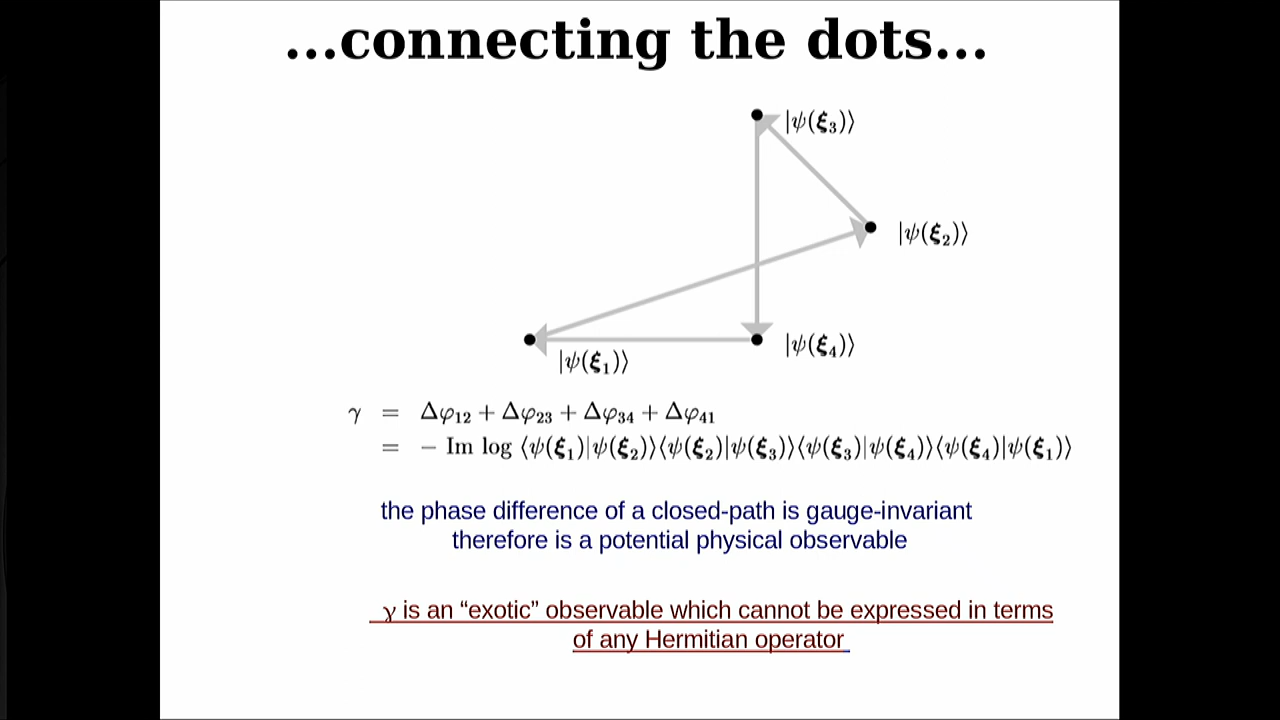 ...connecting the dots...
|ψ(ξ₃)⟩
|ψ(ξ₂)⟩
|ψ(ξ₄)⟩
|ψ(ξ₁)⟩
γ = Δφ₁₂ + Δφ₂₃ + Δφ₃₄ + Δφ₄₁
= − Im log ⟨ψ(ξ₁)|ψ(ξ₂)⟩⟨ψ(ξ₂)|ψ(ξ₃)⟩⟨ψ(ξ₃)|ψ(ξ₄)⟩⟨ψ(ξ₄)|ψ(ξ₁)⟩
the phase difference of a closed-path is gauge-invariant
therefore is a potential physical observable
γ is an “exotic” observable which cannot be expressed in terms
of any Hermitian operator